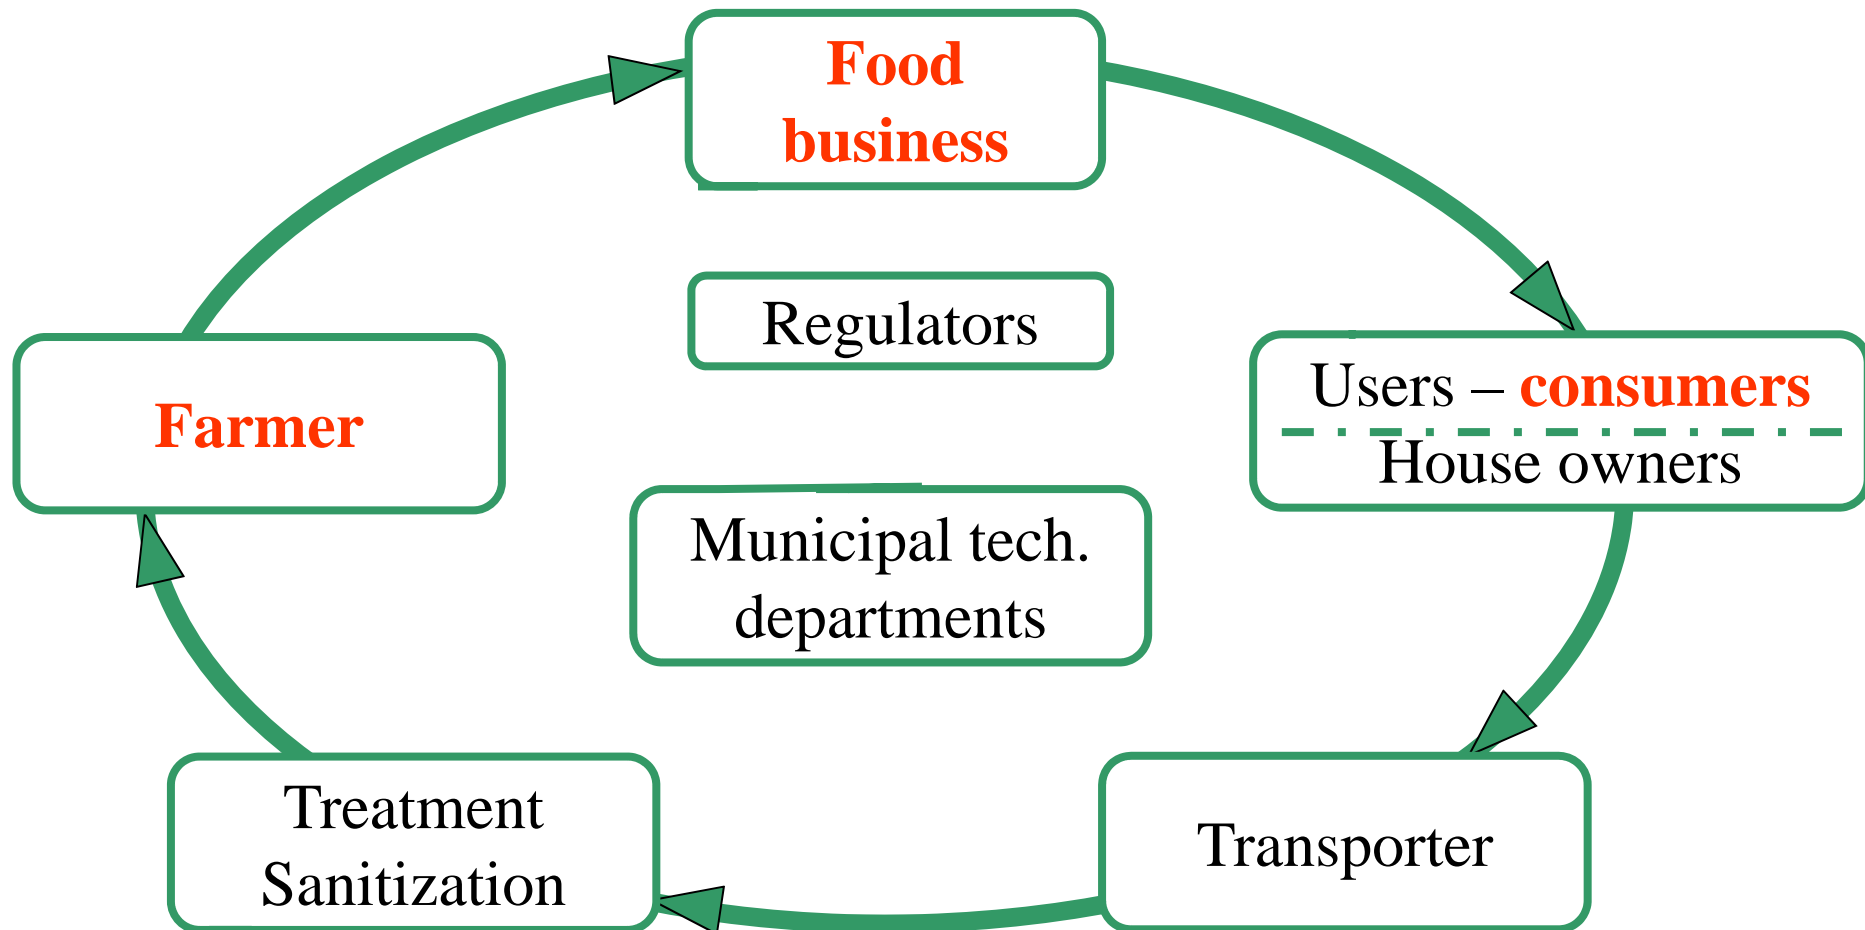 Food
business
Regulators
Farmer
Users – consumers
House owners
Municipal tech.
departments
Treatment
Sanitization
Transporter